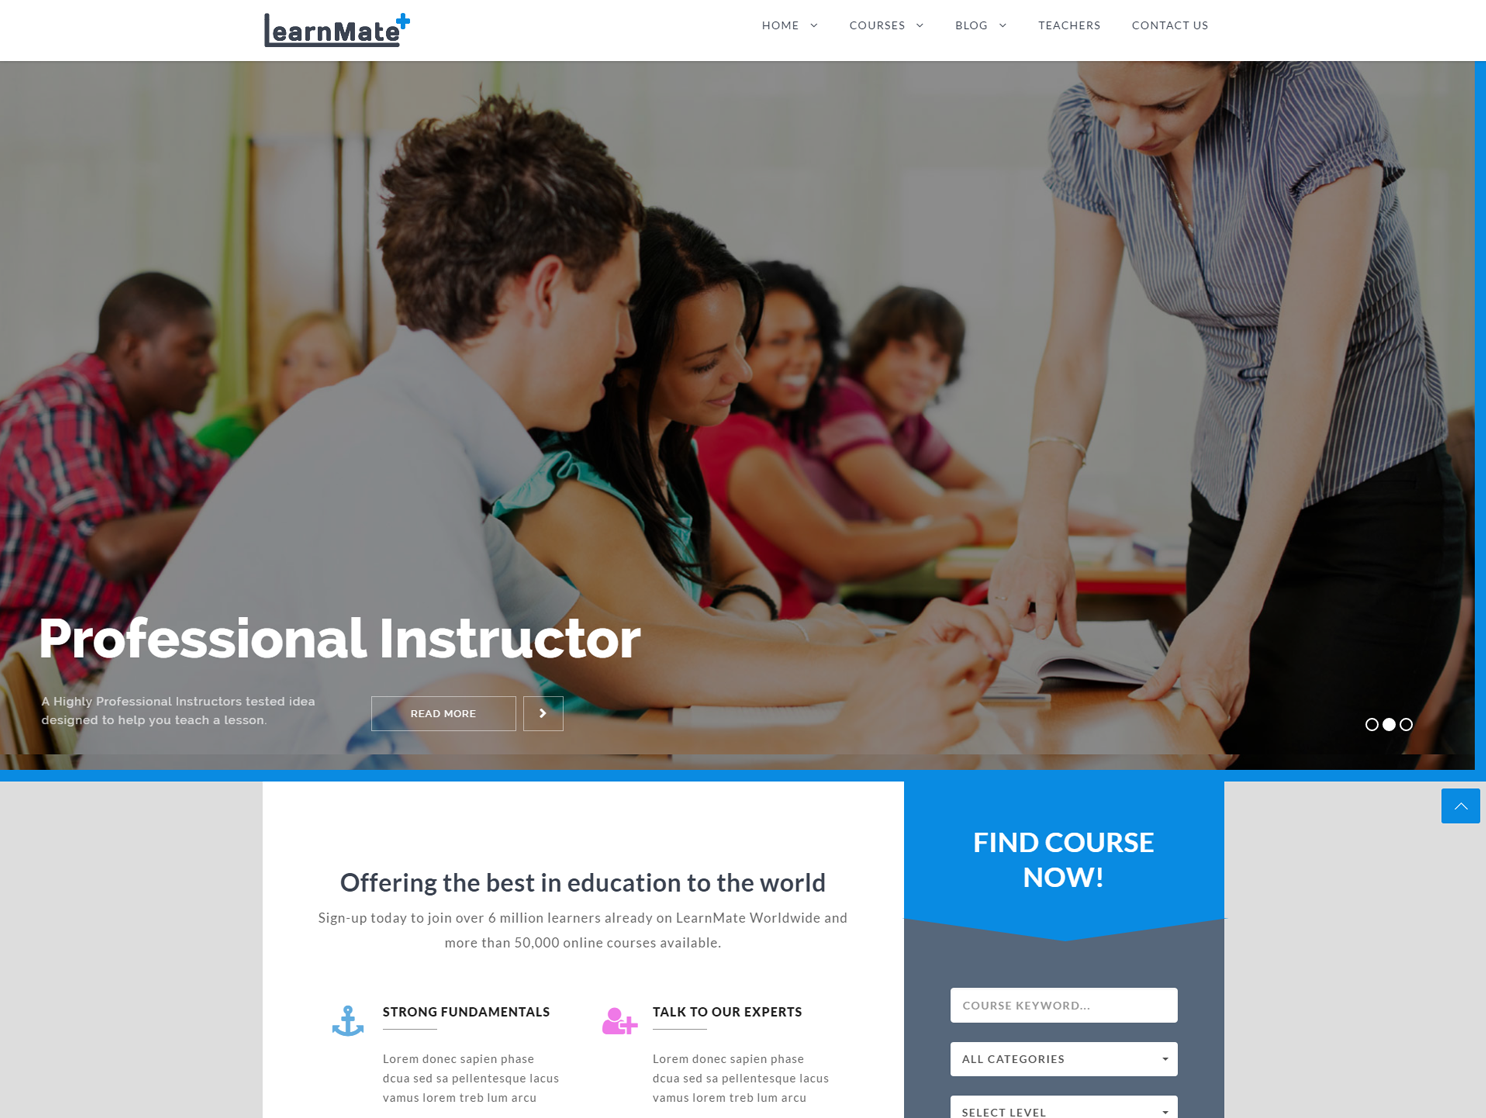 LearnMate
HOME
COURSES
BLOG
TEACHERS
CONTACT US
Professional Instructor
A Highly Professional Instructors tested idea
designed to help you teach a lesson.
READ MORE
Offering the best in education to the world
Sign-up today to join over 6 million learners already on LearnMate Worldwide and
more than 50,000 online courses available.
STRONG FUNDAMENTALS
Lorem donec sapien phase
dcua sed sa pellentesque lacus
vamus lorem treb lum arcu
TALK TO OUR EXPERTS
Lorem donec sapien phase
dcua sed sa pellentesque lacus
vamus lorem treb lum arcu
FIND COURSE
NOW!
COURSE KEYWORD...
ALL CATEGORIES
SELECT LEVEL